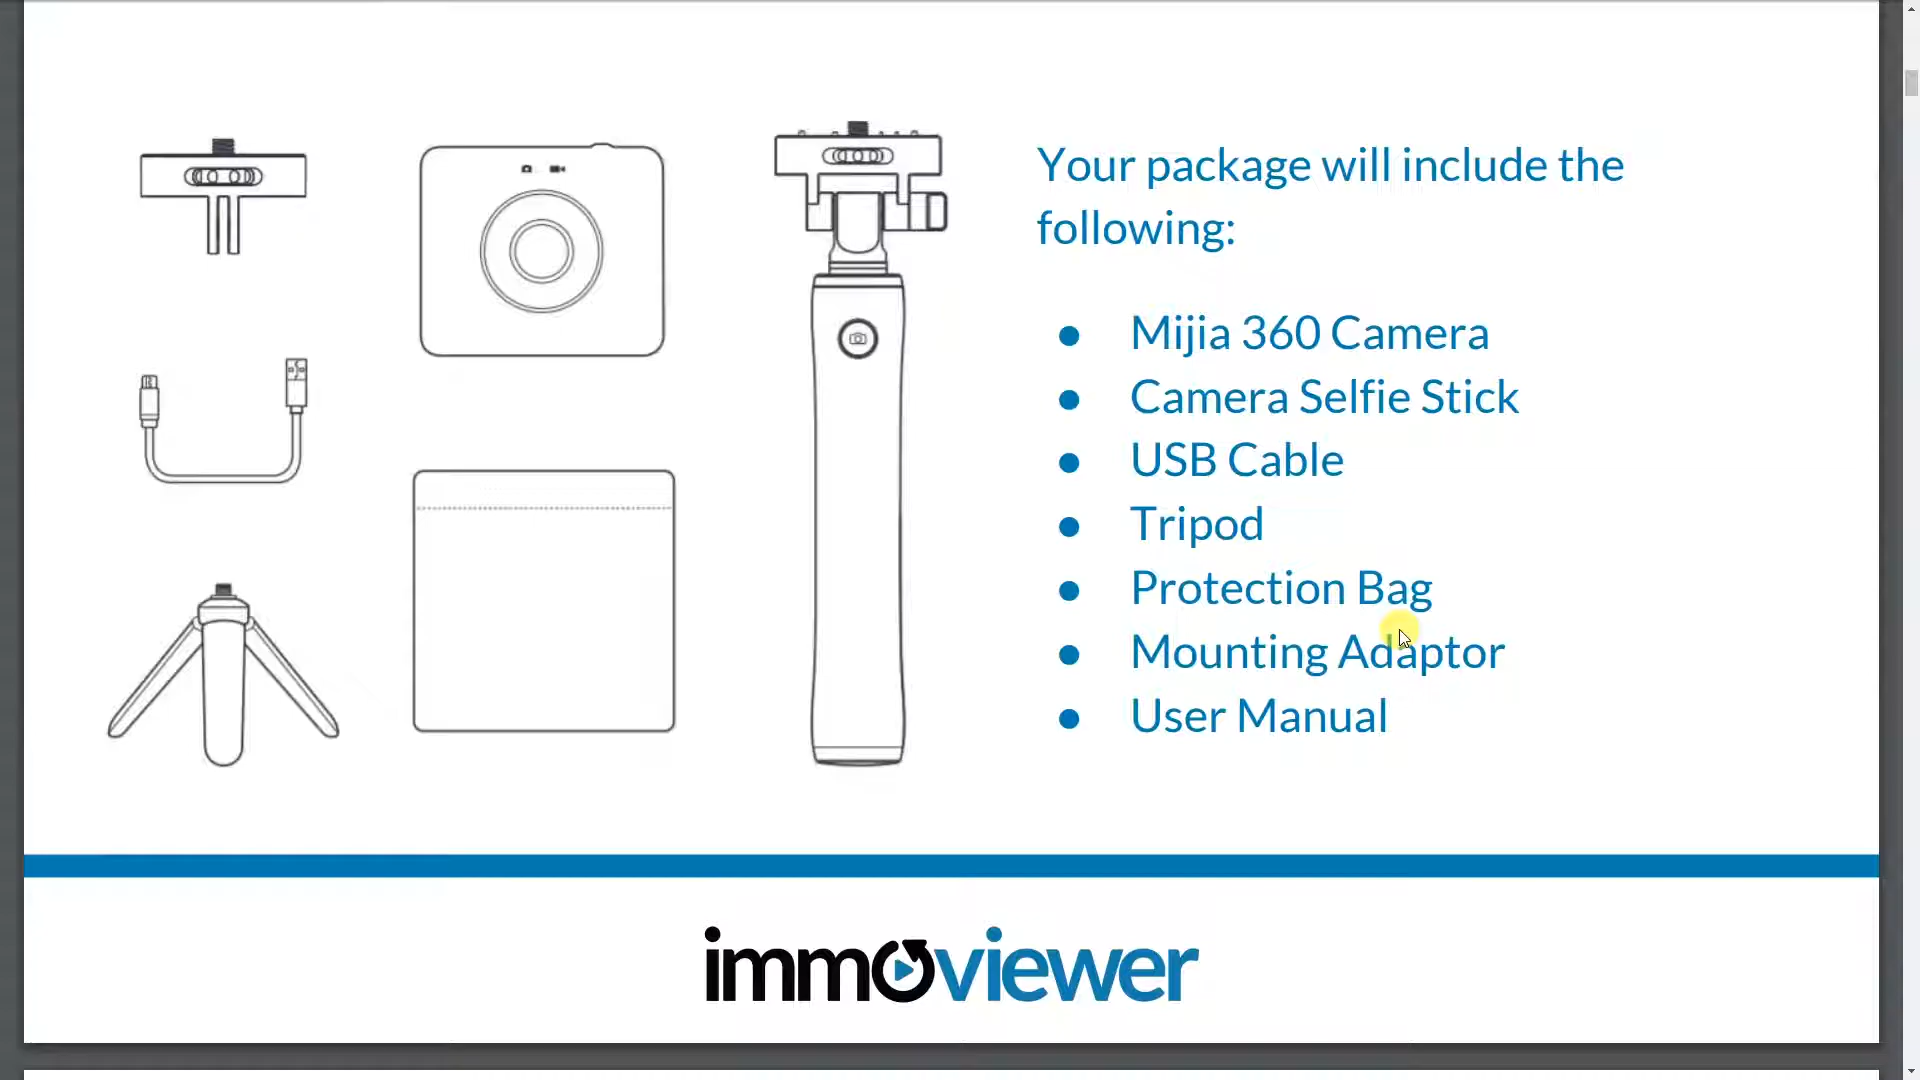 Your package will include the
following:
● Mijia 360 Camera
● Camera Selfie Stick
● USB Cable
● Tripod
● Protection Bag
● Mounting Adaptor
● User Manual
immoviewer